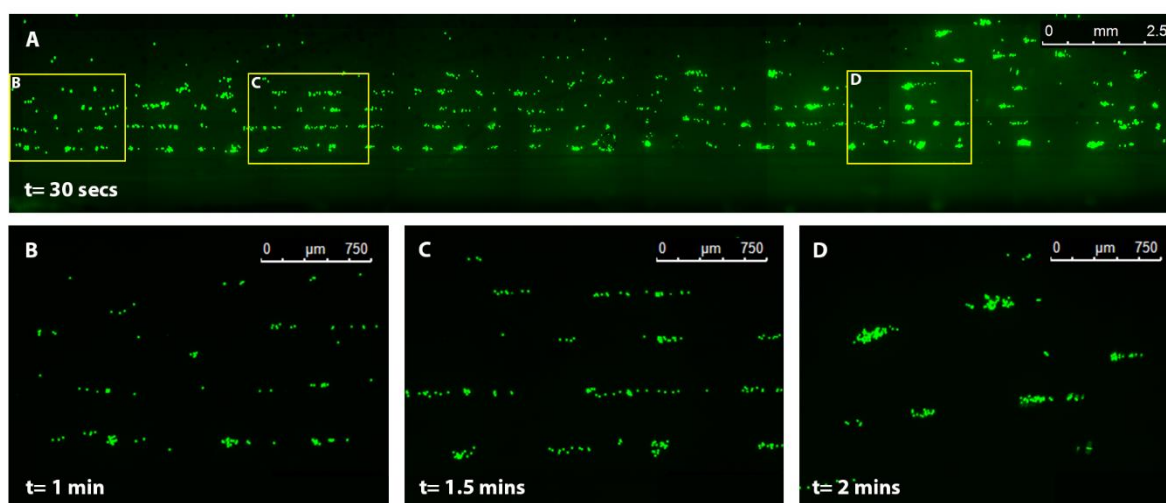 A
0 mm 2.5
B
C
D
t= 30 secs
B
0 µm 750
t= 1 min
C
0 µm 750
t= 1.5 mins
D
0 µm 750
t= 2 mins